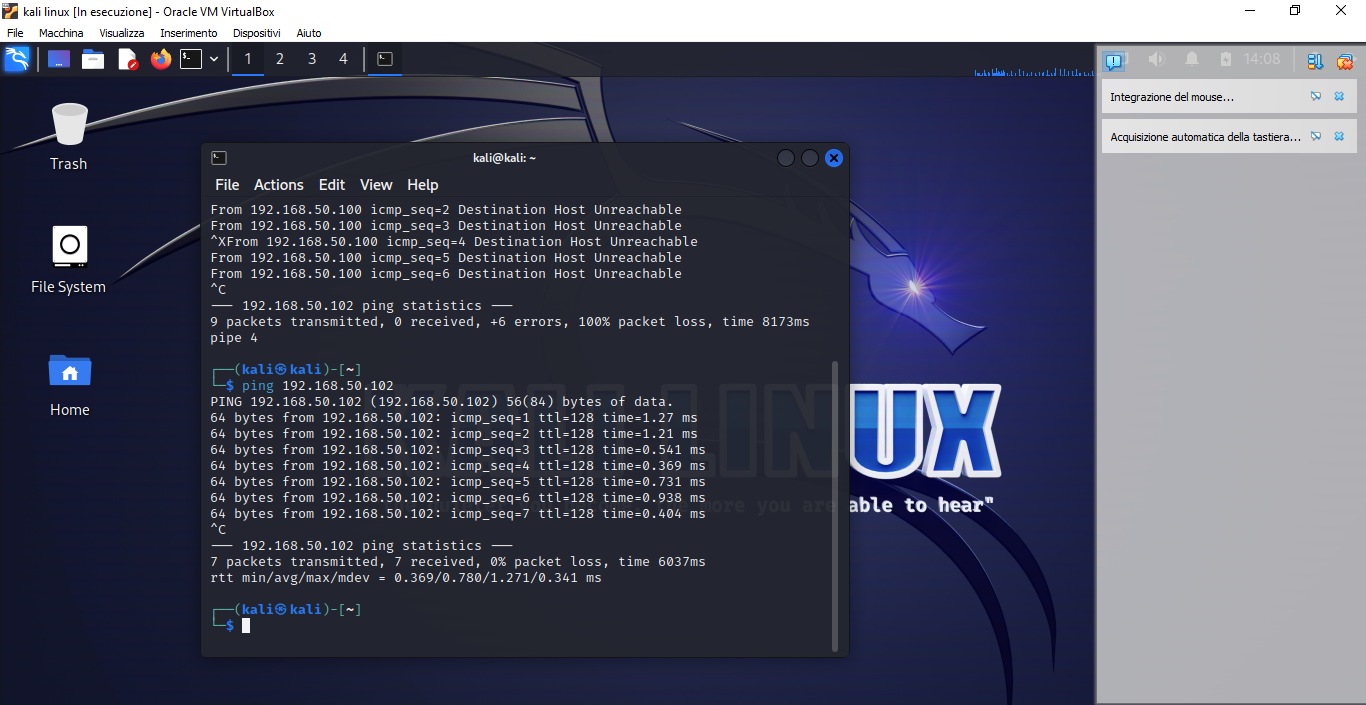 kali linux [In esecuzione] - Oracle VM VirtualBox
File Macchina Visualizza Inserimento Dispositivi Aiuto
1 2 3 4
14:08
Integrazione del mouse...
Acquisizione automatica della tastiera...
Trash
File System
Home
kali@kali: ~
File Actions Edit View Help
From 192.168.50.100 icmp_seq=2 Destination Host Unreachable
From 192.168.50.100 icmp_seq=3 Destination Host Unreachable
^XFrom 192.168.50.100 icmp_seq=4 Destination Host Unreachable
From 192.168.50.100 icmp_seq=5 Destination Host Unreachable
From 192.168.50.100 icmp_seq=6 Destination Host Unreachable
^C
--- 192.168.50.102 ping statistics ---
9 packets transmitted, 0 received, +6 errors, 100% packet loss, time 8173ms
pipe 4
┌──(kali㉿kali)-[~]
└─$ ping 192.168.50.102
PING 192.168.50.102 (192.168.50.102) 56(84) bytes of data.
64 bytes from 192.168.50.102: icmp_seq=1 ttl=128 time=1.27 ms
64 bytes from 192.168.50.102: icmp_seq=2 ttl=128 time=1.21 ms
64 bytes from 192.168.50.102: icmp_seq=3 ttl=128 time=0.541 ms
64 bytes from 192.168.50.102: icmp_seq=4 ttl=128 time=0.369 ms
64 bytes from 192.168.50.102: icmp_seq=5 ttl=128 time=0.731 ms
64 bytes from 192.168.50.102: icmp_seq=6 ttl=128 time=0.938 ms
64 bytes from 192.168.50.102: icmp_seq=7 ttl=128 time=0.404 ms
^C
--- 192.168.50.102 ping statistics ---
7 packets transmitted, 7 received, 0% packet loss, time 6037ms
rtt min/avg/max/mdev = 0.369/0.780/1.271/0.341 ms
┌──(kali㉿kali)-[~]
└─$
LINUX
more you are able to hear"